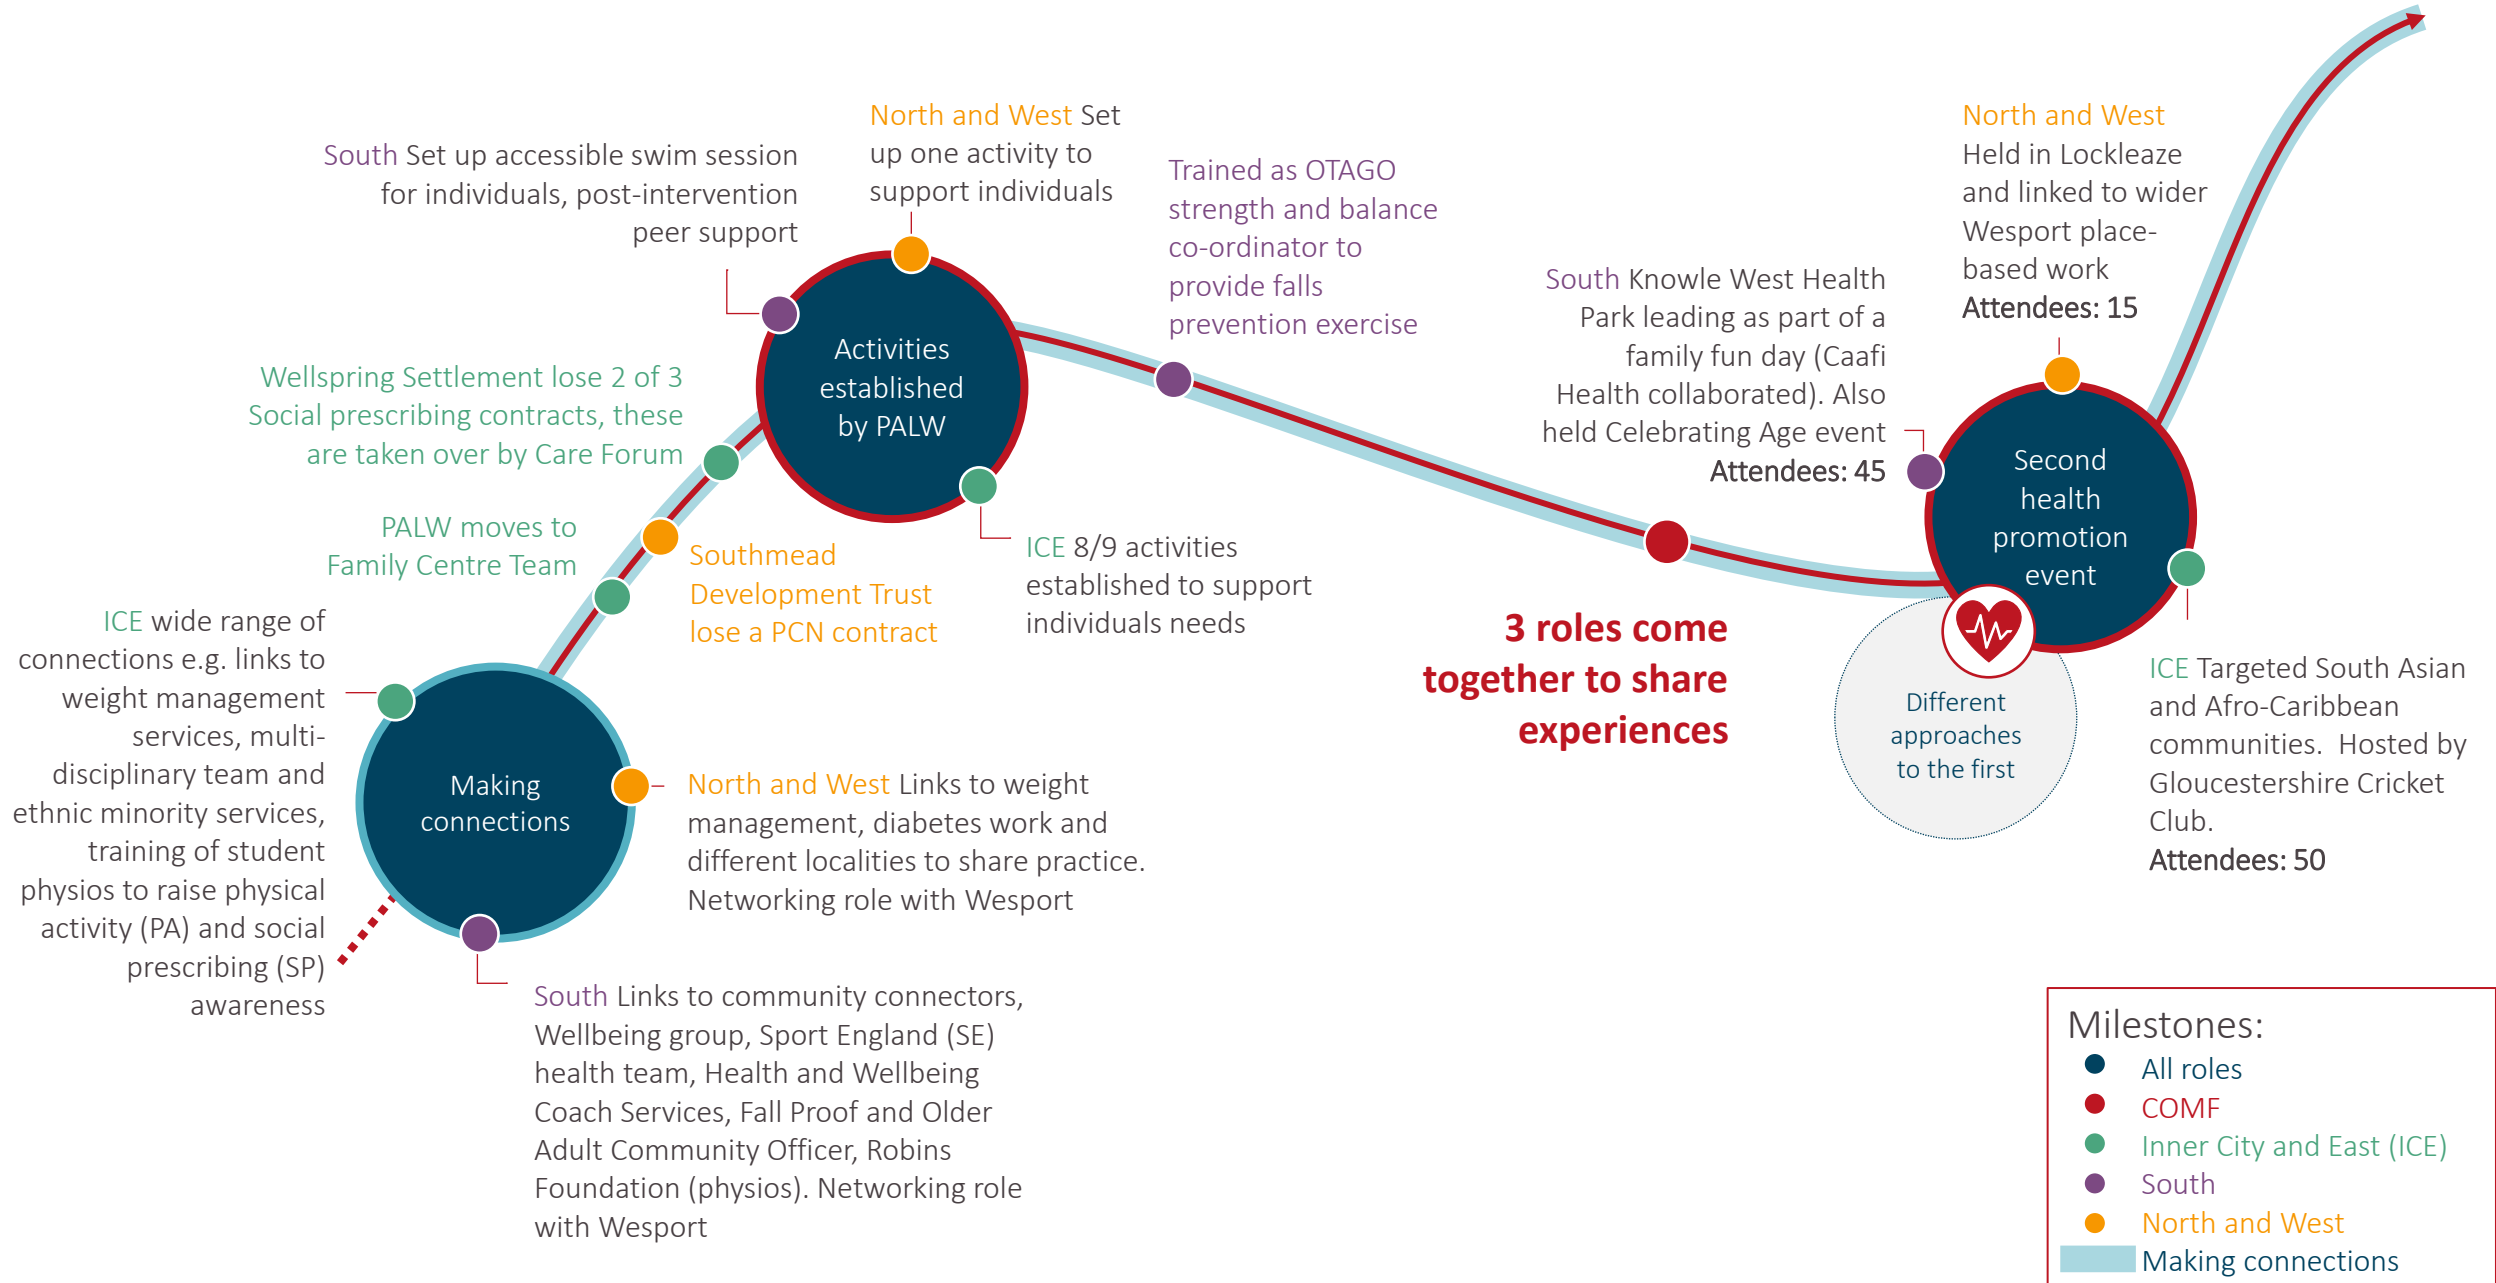 ICE wide range of
connections e.g. links to
weight management
services, multi-
disciplinary team and
ethnic minority services,
training of student
physios to raise physical
activity (PA) and social
prescribing (SP)
awareness
Making
connections
North and West Links to weight
management, diabetes work and
different localities to share practice.
Networking role with Wesport
South Links to community connectors,
Wellbeing group, Sport England (SE)
health team, Health and Wellbeing
Coach Services, Fall Proof and Older
Adult Community Officer, Robins
Foundation (physios). Networking role
with Wesport
PALW moves to
Family Centre Team
Southmead
Development Trust
lose a PCN contract
Wellspring Settlement lose 2 of 3
Social prescribing contracts, these
are taken over by Care Forum
South Set up accessible swim session
for individuals, post-intervention
peer support
North and West Set
up one activity to
support individuals
Activities
established
by PALW
ICE 8/9 activities
established to support
individuals needs
Trained as OTAGO
strength and balance
co-ordinator to
provide falls
prevention exercise
3 roles come
together to share
experiences
South Knowle West Health
Park leading as part of a
family fun day (Caafi
Health collaborated). Also
held Celebrating Age event
Attendees: 45
North and West
Held in Lockleaze
and linked to wider
Wesport place-
based work
Attendees: 15
Second
health
promotion
event
Different
approaches
to the first
ICE Targeted South Asian
and Afro-Caribbean
communities. Hosted by
Gloucestershire Cricket
Club.
Attendees: 50
Milestones:
All roles
COMF
Inner City and East (ICE)
South
North and West
Making connections